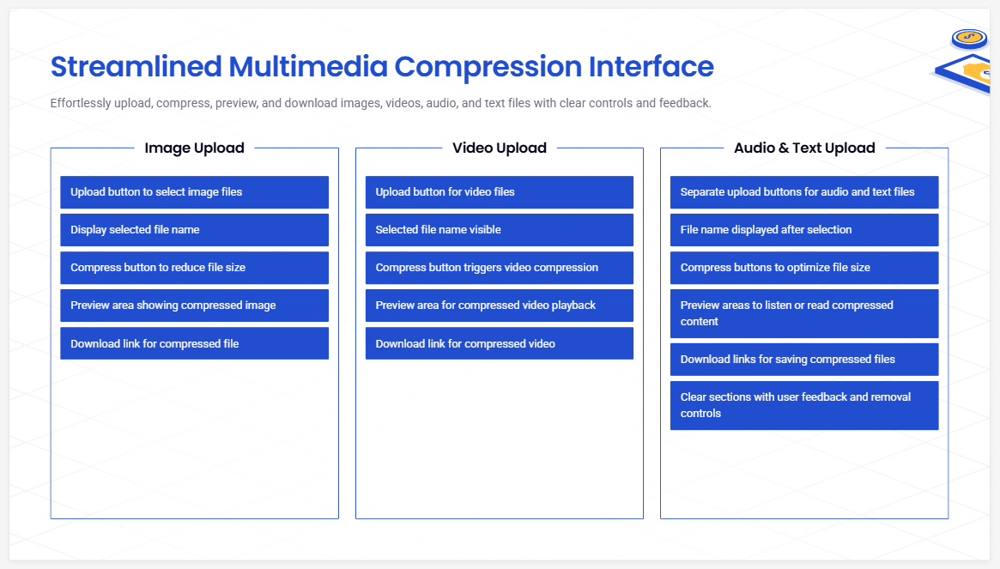 Streamlined Multimedia Compression Interface
Effortlessly upload, compress, preview, and download images, videos, audio, and text files with clear controls and feedback.
Image Upload
Upload button to select image files
Display selected file name
Compress button to reduce file size
Preview area showing compressed image
Download link for compressed file
Video Upload
Upload button for video files
Selected file name visible
Compress button triggers video compression
Preview area for compressed video playback
Download link for compressed video
Audio & Text Upload
Separate upload buttons for audio and text files
File name displayed after selection
Compress buttons to optimize file size
Preview areas to listen or read compressed
content
Download links for saving compressed files
Clear sections with user feedback and removal
controls